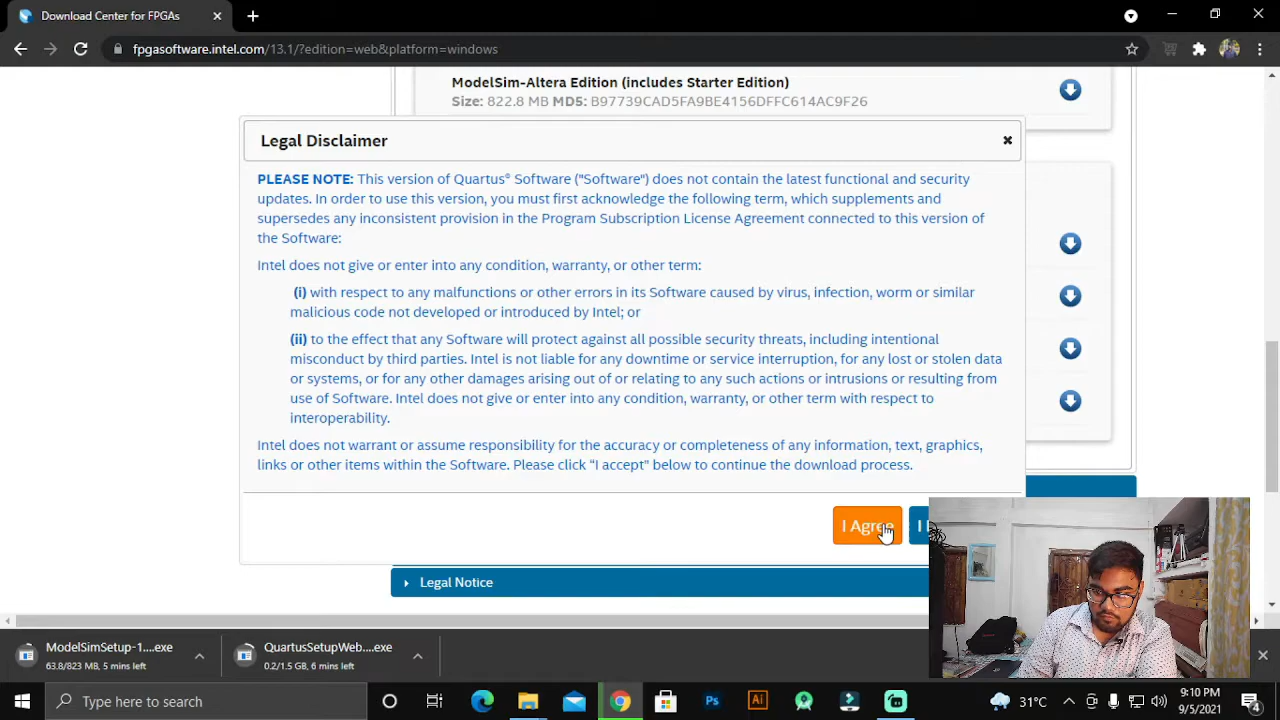 Download Center for FPGAs
fpgasoftware.intel.com/13.1/?edition=web&platform=windows
ModelSim-Altera Edition (includes Starter Edition)
Size: 822.8 MB MD5: B97739CAD5FA9BE4156DFFC614AC9F26
Legal Disclaimer
PLEASE NOTE: This version of Quartus® Software ("Software") does not contain the latest functional and security
updates. In order to use this version, you must first acknowledge the following term, which supplements and
supersedes any inconsistent provision in the Program Subscription License Agreement connected to this version of
the Software:
Intel does not give or enter into any condition, warranty, or other term:
(i) with respect to any malfunctions or other errors in its Software caused by virus, infection, worm or similar
malicious code not developed or introduced by Intel; or
(ii) to the effect that any Software will protect against all possible security threats, including intentional
misconduct by third parties. Intel is not liable for any downtime or service interruption, for any lost or stolen data
or systems, or for any other damages arising out of or relating to any such actions or intrusions or resulting from
use of Software. Intel does not give or enter into any condition, warranty, or other term with respect to
interoperability.
Intel does not warrant or assume responsibility for the accuracy or completeness of any information, text, graphics,
links or other items within the Software. Please click “I accept” below to continue the download process.
I Agree
I
Legal Notice
ModelSimSetup-1....exe
63.8/823 MB, 5 mins left
QuartusSetupWeb....exe
0.2/1.5 GB, 6 mins left
Type here to search
Ps
Ai
31°C
9:10 PM
9/5/2021
4